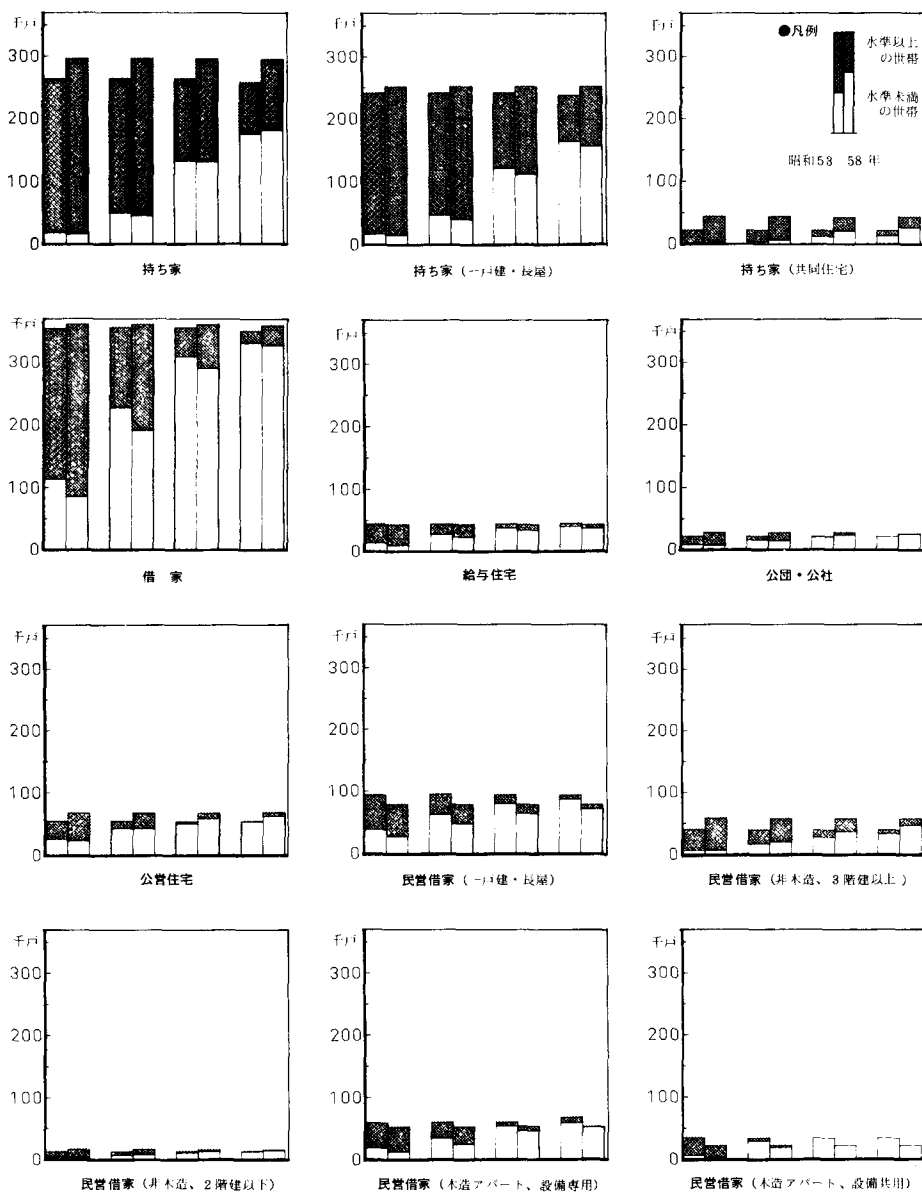 千戸
300
200
100
0
持ち家
千戸
300
200
100
0
持ち家(一戸建・長屋)
千戸
300
200
100
0
●凡例
水準以上
の世帯
水準未満
の世帯
昭和53 58年
持ち家(共同住宅)
千戸
300
200
100
0
借 家
千戸
300
200
100
0
給与住宅
千戸
300
200
100
0
公団・公社
千戸
300
200
100
0
公営住宅
千戸
300
200
100
0
民営借家(一戸建・長屋)
千戸
300
200
100
0
民営借家(非木造、3階建以上)
千戸
300
200
100
0
民営借家(非木造、2階建以下)
千戸
300
200
100
0
民営借家(木造アパート、設備専用)
千戸
300
200
100
0
民営借家(木造アパート、設備共用)